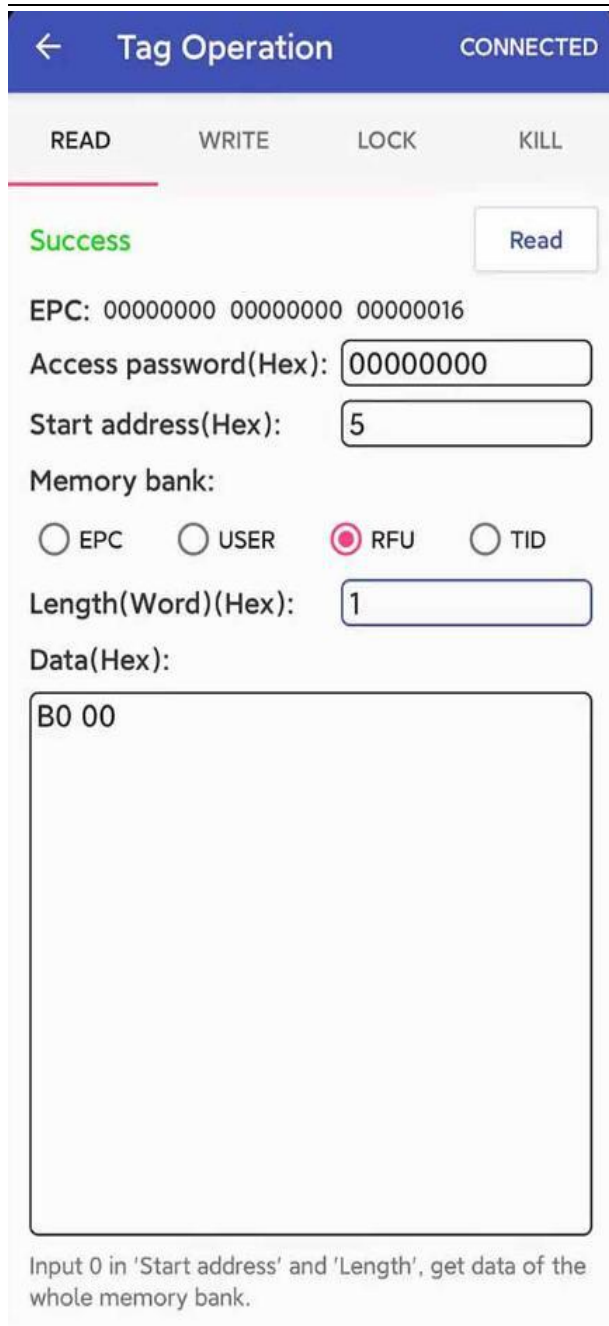 ← Tag Operation CONNECTED
READ WRITE LOCK KILL
Success Read
EPC: 00000000 00000000 00000016
Access password(Hex): 00000000
Start address(Hex): 5
Memory bank:
EPC USER RFU TID
Length(Word)(Hex): 1
Data(Hex):
B0 00
Input 0 in 'Start address' and 'Length', get data of the
whole memory bank.